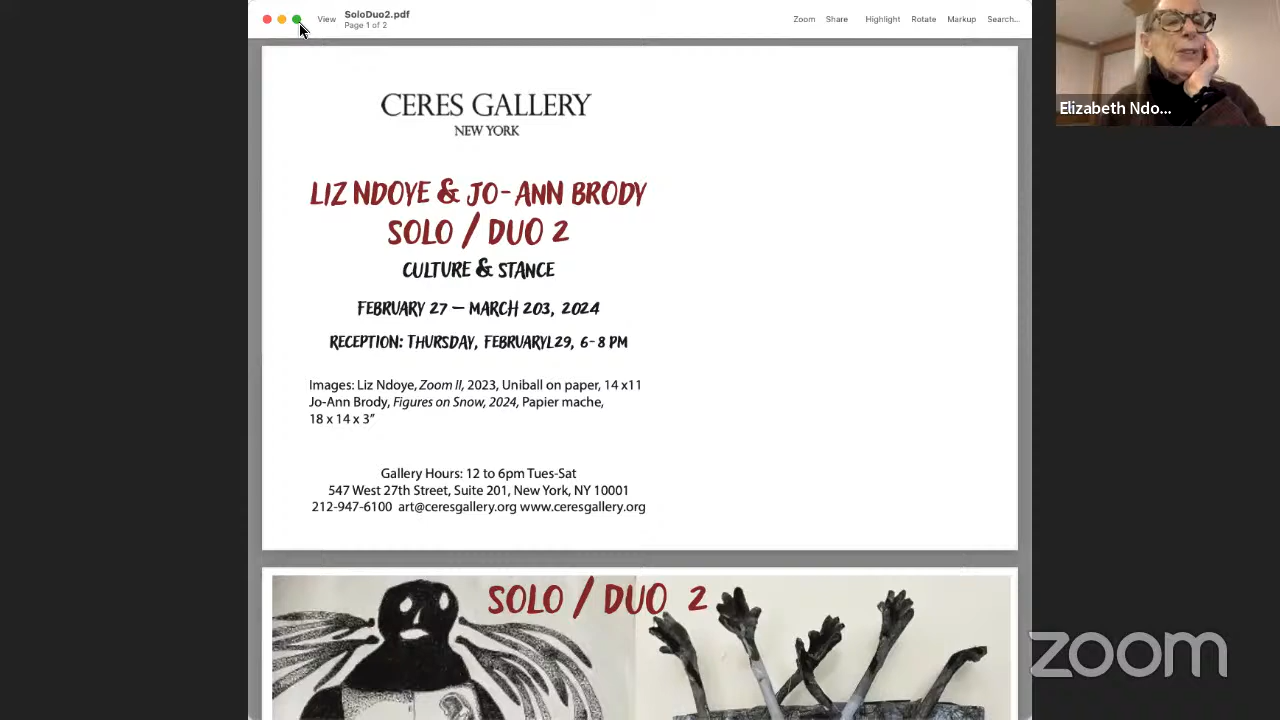 View
SoloDuo2.pdf
Page 1 of 2
Zoom
Share
Highlight
Rotate
Markup
Search...
Elizabeth Ndo...
CERES GALLERY
NEW YORK
LIZ NDOYE & JO-ANN BRODY
SOLO / DUO 2
CULTURE & STANCE
FEBRUARY 27 – MARCH 203, 2024
RECEPTION: THURSDAY, FEBRUARYL29, 6-8 PM
Images: Liz Ndoye, Zoom II, 2023, Uniball on paper, 14 x11
Jo-Ann Brody, Figures on Snow, 2024, Papier mache,
18 x 14 x 3”
Gallery Hours: 12 to 6pm Tues-Sat
547 West 27th Street, Suite 201, New York, NY 10001
212-947-6100 art@ceresgallery.org www.ceresgallery.org
SOLO / DUO 2
zoom